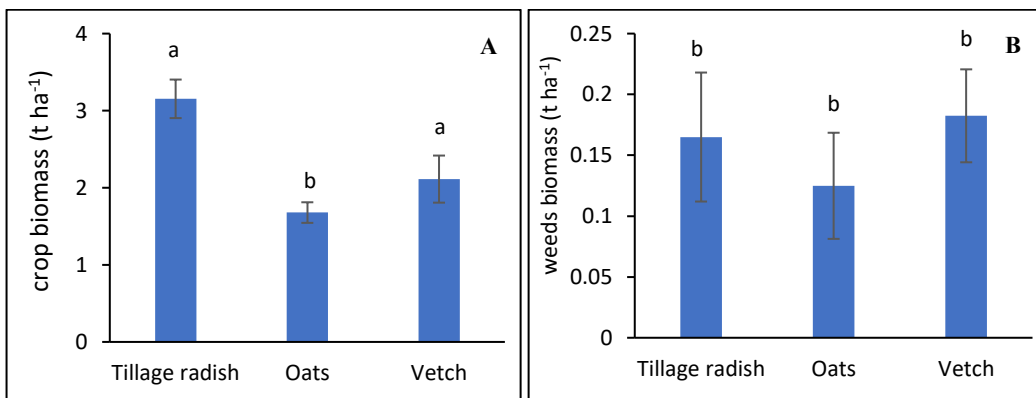 A
crop biomass (t ha⁻¹)
4
3
2
1
0
a
b
a
Tillage radish Oats Vetch
B
weeds biomass (t ha⁻¹)
0.25
0.2
0.15
0.1
0.05
0
b
b
b
Tillage radish Oats Vetch